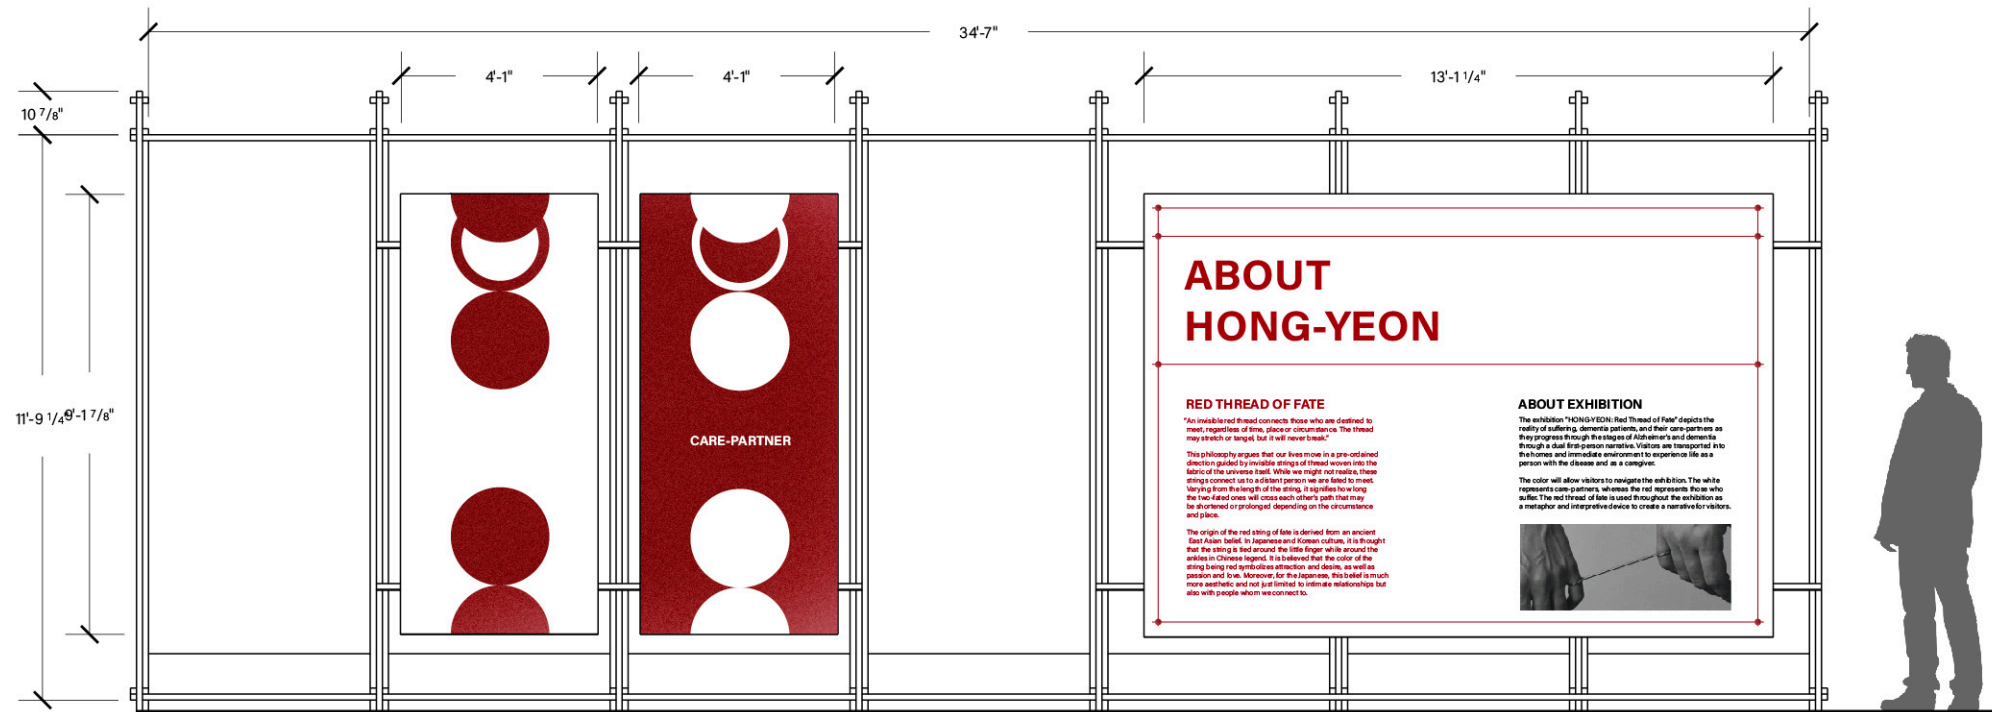 34'-7"
4'-1"
4'-1"
13'-1 1/4"
10 7/8"
11'-9 1/4"
9'-1 7/8"
CARE-PARTNER
ABOUT
HONG-YEON
RED THREAD OF FATE
"An invisible red thread connects those who are destined to
meet, regardless of time, place or circumstance. The thread
may stretch or tangel, but it will never break."
This philosophy argues that our lives move in a pre-ordained
direction guided by invisible strings of thread woven into the
fabric of the universe itself. While we might not realize, these
strings connect us to a distant person we are fated to meet.
Varying from the length of the string, it signifies how long
the two-fated ones will cross each other's path that may
be shortened or prolonged depending on the circumstance
and place.
The origin of the red string of fate is derived from an ancient
East Asian belief. In Japanese and Korean culture, it is thought
that the string is tied around the little finger while around the
ankles in Chinese legend. It is believed that the color of the
string being red symbolizes attraction and desire, as well as
passion and love. Moreover, for the Japanese, this belief is much
more aesthetic and not just limited to intimate relationships but
also with people whom we connect to.
ABOUT EXHIBITION
The exhibition "HONG-YEON: Red Thread of Fate" depicts the
reality of suffering, dementia patients, and their care-partners as
they progress through the stages of Alzheimer's and dementia
through a dual first-person narrative. Visitors are transported into
the homes and immediate environment to experience life as a
person with the disease and as a caregiver.
The color will allow visitors to navigate the exhibition. The white
represents care-partners, whereas the red represents those who
suffer. The red thread of fate is used throughout the exhibition as
a metaphor and interpretive device to create a narrative for visitors.